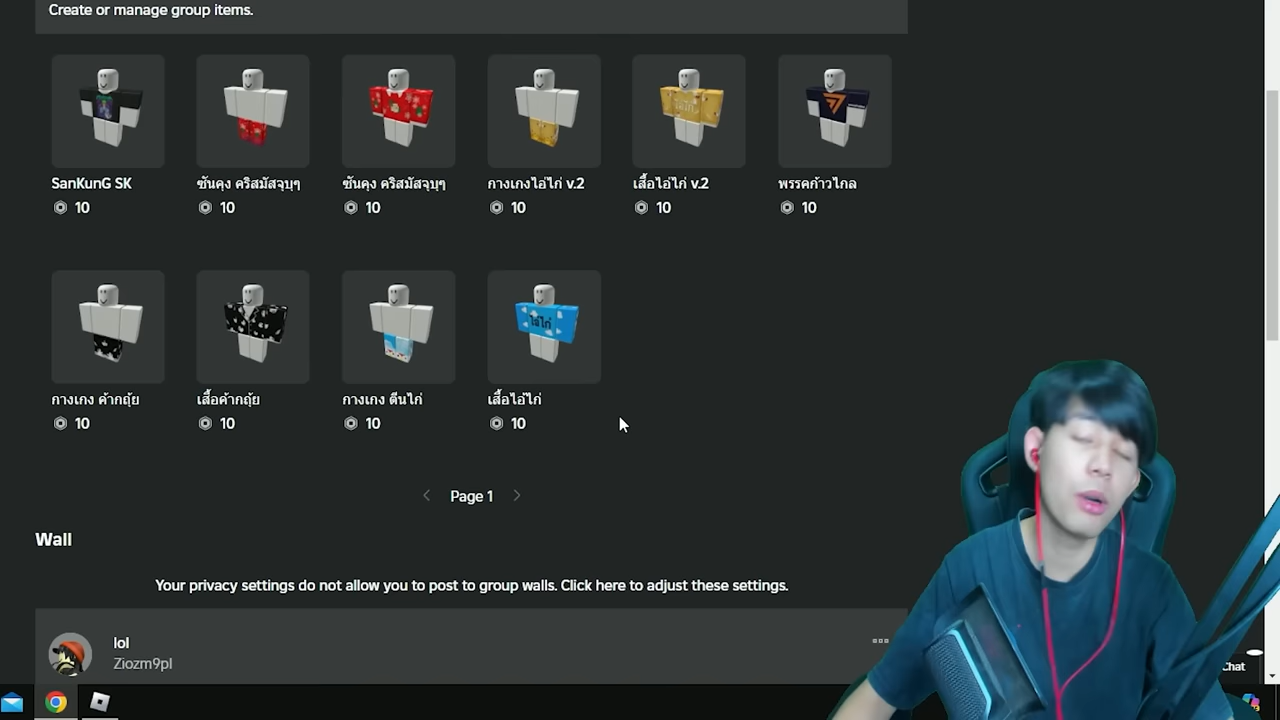 Create or manage group items.
SanKunG SK
ซันคุง คริสมัสจุบุๆ
ซันคุง คริสมัสจุบุๆ
กางเกงไอ่ไก่ v.2
เสื้อไอ่ไก่ v.2
พรรคก้าวไกล
10
10
10
10
10
10
กางเกง ค้ากถุ้ย
เสื้อค้ากถุ้ย
กางเกง ตีนไก่
เสื้อไอ้ไก่
10
10
10
10
Page 1
Wall
Your privacy settings do not allow you to post to group walls. Click here to adjust these settings.
lol
Ziozm9pl
Chat